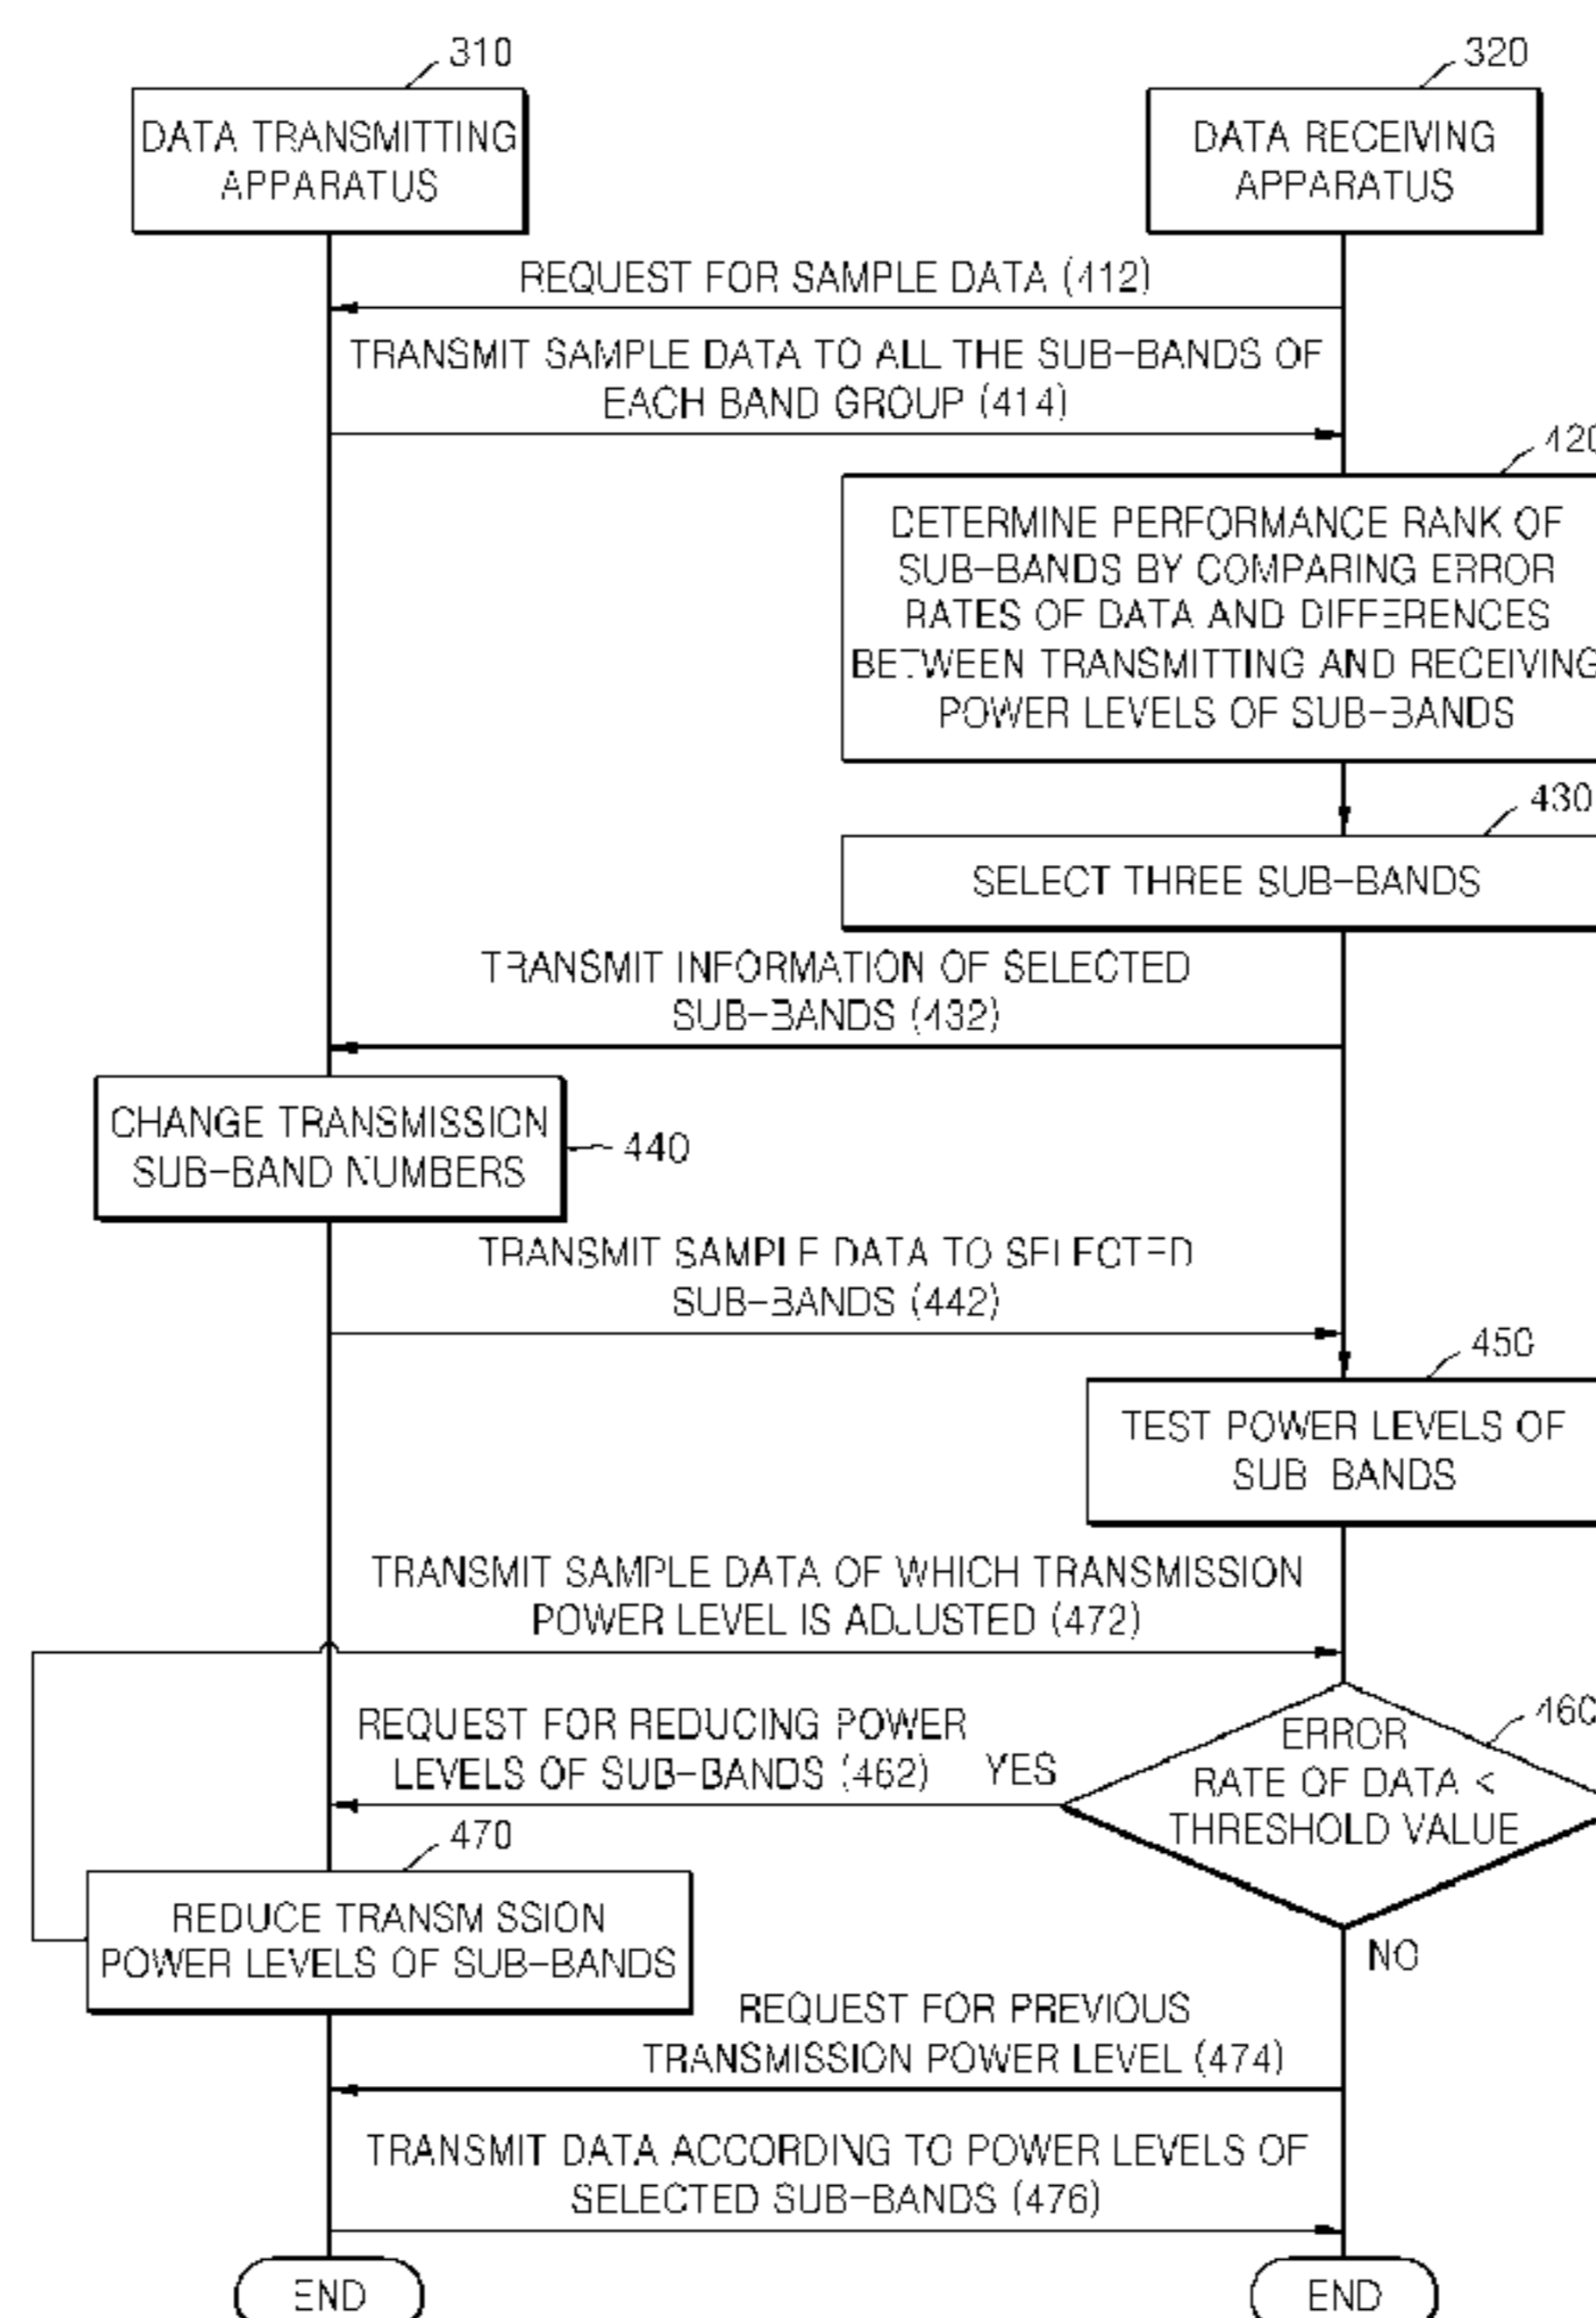 310
320
DATA TRANSMITTING
APPARATUS
DATA RECEIVING
APPARATUS
REQUEST FOR SAMPLE DATA (412)
TRANSMIT SAMPLE DATA TO ALL THE SUB-BANDS OF
EACH BAND GROUP (414)
420
DETERMINE PERFORMANCE RANK OF
SUB-BANDS BY COMPARING ERROR
RATES OF DATA AND DIFFERENCES
BETWEEN TRANSMITTING AND RECEIVING
POWER LEVELS OF SUB-BANDS
430
SELECT THREE SUB-BANDS
TRANSMIT INFORMATION OF SELECTED
SUB-BANDS (432)
CHANGE TRANSMISSION
SUB-BAND NUMBERS
440
TRANSMIT SAMPLE DATA TO SELECTED
SUB-BANDS (442)
450
TEST POWER LEVELS OF
SUB BANDS
TRANSMIT SAMPLE DATA OF WHICH TRANSMISSION
POWER LEVEL IS ADJUSTED (472)
REQUEST FOR REDUCING POWER
LEVELS OF SUB-BANDS (462)
YES
460
ERROR
RATE OF DATA <
THRESHOLD VALUE
470
REDUCE TRANSMISSION
POWER LEVELS OF SUB-BANDS
NO
REQUEST FOR PREVIOUS
TRANSMISSION POWER LEVEL (474)
TRANSMIT DATA ACCORDING TO POWER LEVELS OF
SELECTED SUB-BANDS (476)
END
END